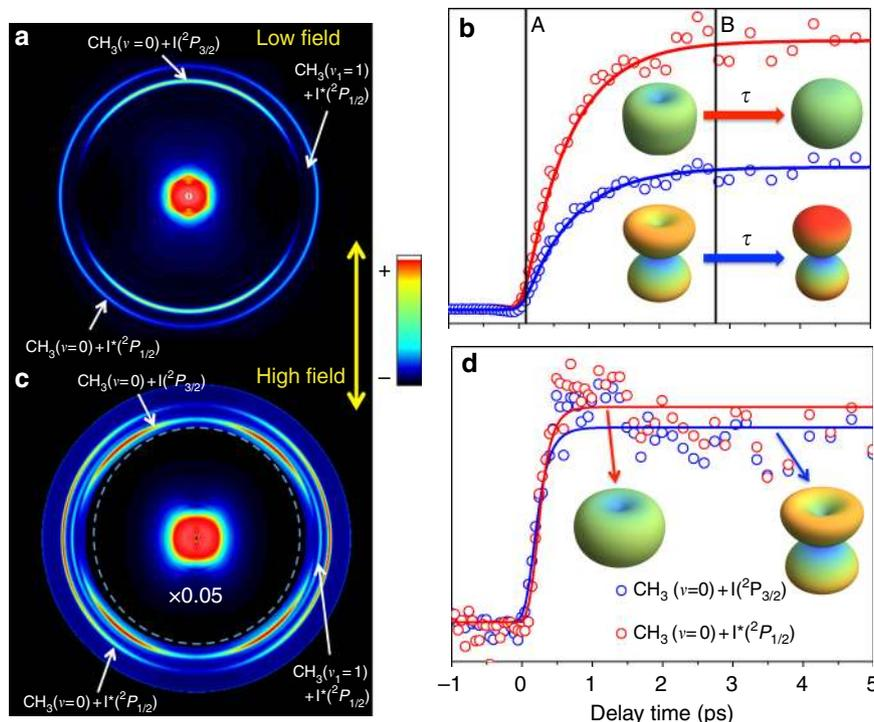 a
CH₃(ν=0)+I(²P₃/₂)
Low field
CH₃(ν₁=1)
+I*(²P₁/₂)
CH₃(ν=0)+I*(²P₁/₂)
+
−
c
CH₃(ν=0)+I(²P₃/₂)
High field
×0.05
CH₃(ν₁=1)
+I*(²P₁/₂)
CH₃(ν=0)+I*(²P₁/₂)
b
A
B
τ
τ
d
CH₃ (ν=0)+I(²P₃/₂)
CH₃ (ν=0)+I*(²P₁/₂)
−1 0 1 2 3 4 5
Delay time (ps)